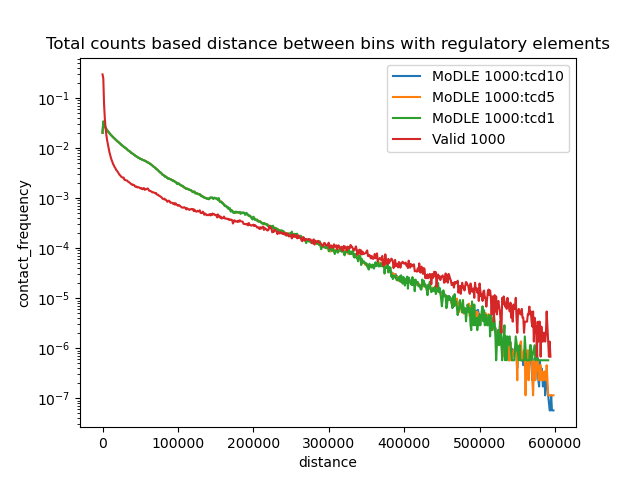 Total counts based distance between bins with regulatory elements
MoDLE 1000:tcd10
MoDLE 1000:tcd5
MoDLE 1000:tcd1
Valid 1000
10⁻¹
10⁻²
10⁻³
10⁻⁴
10⁻⁵
10⁻⁶
10⁻⁷
contact_frequency
0 100000 200000 300000 400000 500000 600000
distance